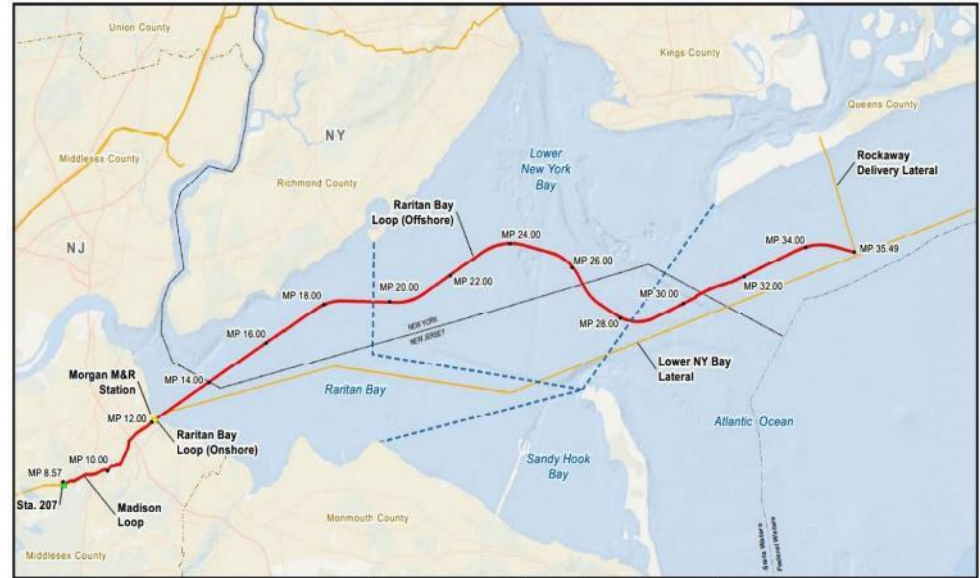 Union County
Kings County
Queens County
NY
Rockaway
Delivery Lateral
Middlesex County
Lower
New York
Bay
Richmond County
Raritan Bay
Loop (Offshore)
NJ
MP 24.00
MP 34.00
MP 35.49
MP 26.00
MP 22.00
MP 20.00
MP 18.00
MP 32.00
MP 30.00
MP 28.00
NEW YORK
NEW JERSEY
MP 16.00
Lower NY Bay
Lateral
MP 14.00
Morgan M&R
Station
Raritan Bay
MP 12.00
Atlantic Ocean
Raritan Bay
Loop (Onshore)
Sandy Hook
Bay
MP 10.00
MP 8.57
Sta. 207
Madison
Loop
Monmouth County
Middlesex County
State Waters
Federal Waters